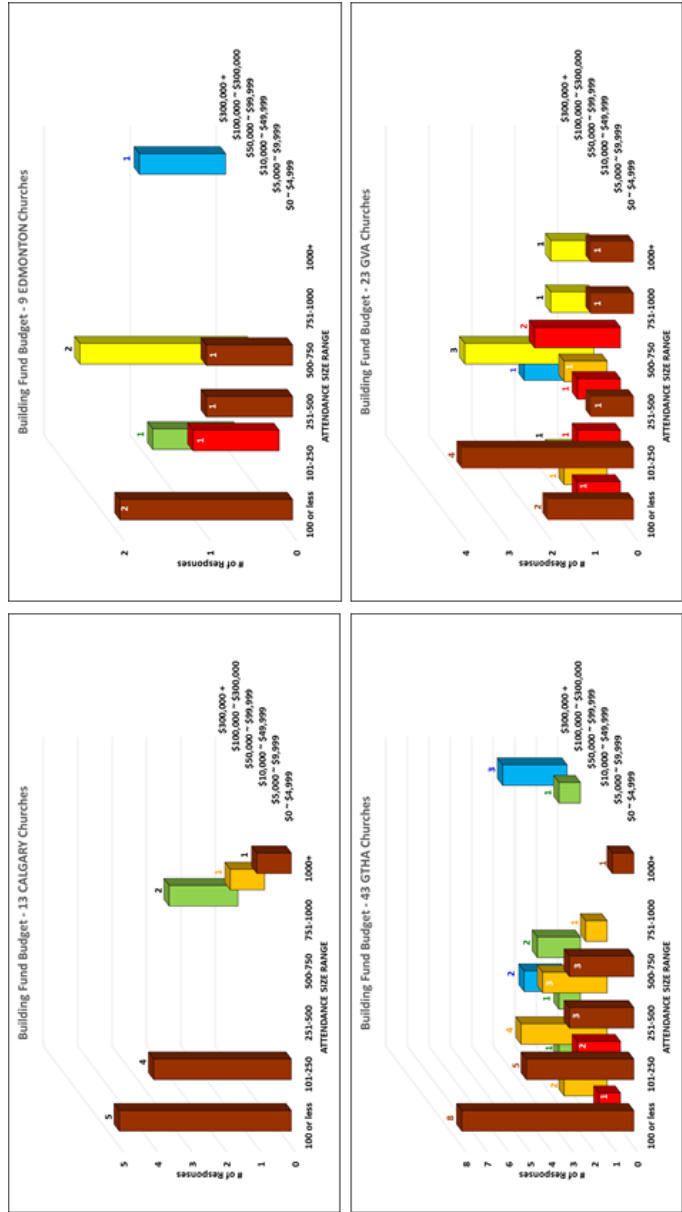 Building Fund Budget - 13 CALGARY Churches
# of Responses
5
4
3
2
1
0
5
4
2
1
1
100 or less
101-250
251-500
500-750
751-1000
1000+
ATTENDANCE SIZE RANGE
$300,000 +
$100,000 ~ $300,000
$50,000 ~ $99,999
$10,000 ~ $49,999
$5,000 ~ $9,999
$0 ~ $4,999
Building Fund Budget - 9 EDMONTON Churches
# of Responses
2
1
0
2
1
1
1
2
1
1
100 or less
101-250
251-500
500-750
751-1000
1000+
ATTENDANCE SIZE RANGE
$300,000 +
$100,000 ~ $300,000
$50,000 ~ $99,999
$10,000 ~ $49,999
$5,000 ~ $9,999
$0 ~ $4,999
Building Fund Budget - 43 GTHA Churches
# of Responses
8
7
6
5
4
3
2
1
0
8
1
2
5
1
2
4
3
1
3
2
3
2
1
1
1
3
100 or less
101-250
251-500
500-750
751-1000
1000+
ATTENDANCE SIZE RANGE
$300,000 +
$100,000 ~ $300,000
$50,000 ~ $99,999
$10,000 ~ $49,999
$5,000 ~ $9,999
$0 ~ $4,999
Building Fund Budget - 23 GVA Churches
# of Responses
4
3
2
1
0
2
1
1
4
1
1
1
1
1
1
3
2
1
1
1
1
100 or less
101-250
251-500
500-750
751-1000
1000+
ATTENDANCE SIZE RANGE
$300,000 +
$100,000 ~ $300,000
$50,000 ~ $99,999
$10,000 ~ $49,999
$5,000 ~ $9,999
$0 ~ $4,999